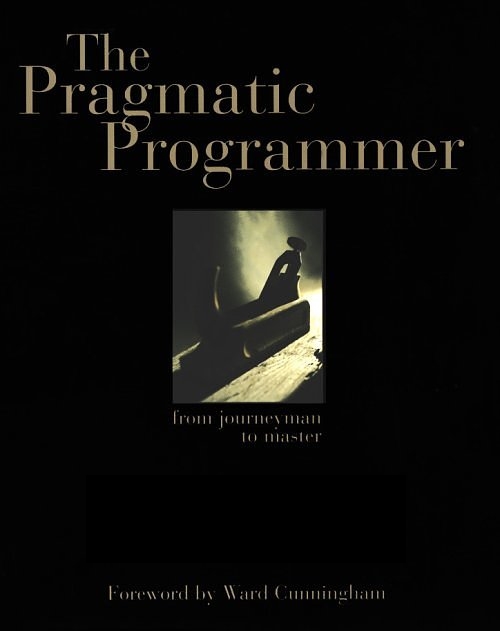 The
Pragmatic
Programmer
from journeyman
to master
Foreword by Ward Cunningham